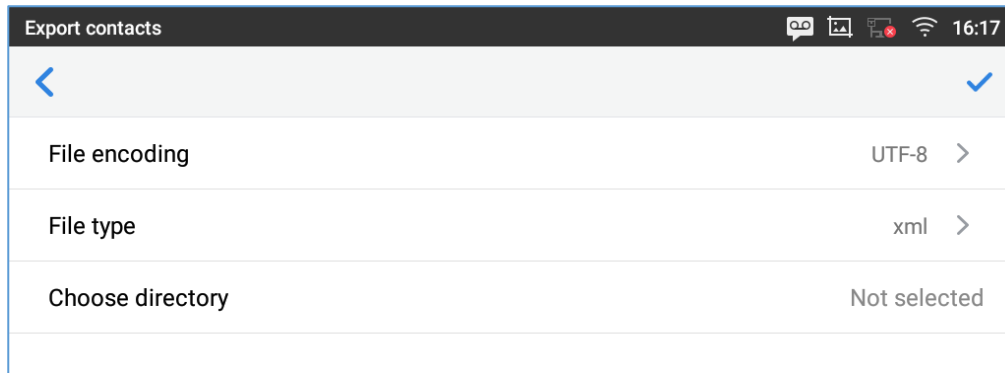 Export contacts 16:17
File encoding UTF-8
File type xml
Choose directory Not selected